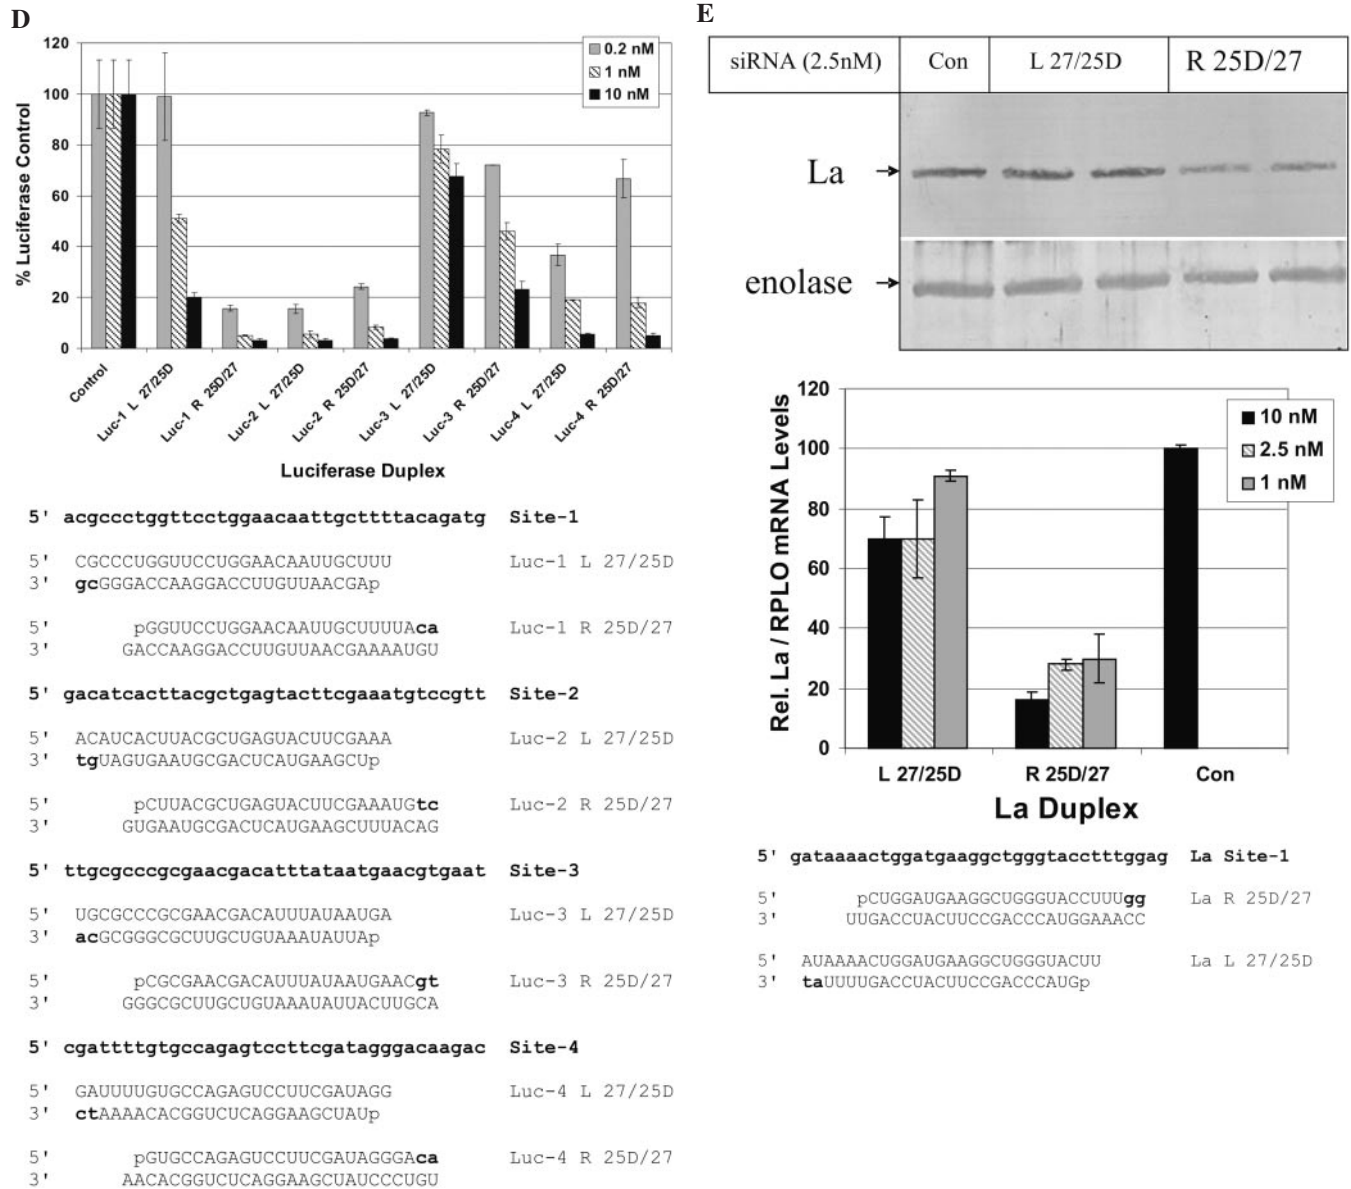 D
120
100
80
60
40
20
0
% Luciferase Control
0.2 nM
1 nM
10 nM
Control
Luc-1 L 27/25D
Luc-1 R 25D/27
Luc-2 L 27/25D
Luc-2 R 25D/27
Luc-3 L 27/25D
Luc-3 R 25D/27
Luc-4 L 27/25D
Luc-4 R 25D/27
Luciferase Duplex
5' acgccctggttcctggaacaattgcttttacagatg Site-1
5' CGCCCUGGUUCCUGGAACAAUUGCUUU Luc-1 L 27/25D
3' gcGGGACCAAGGACCUUGUUAACGAp
5' pGGUUCCUGGAACAAUUGCUUUUAca Luc-1 R 25D/27
3' GACCAAGGACCUUGUUAACGAAAAUGU
5' gacatcacttacgctgagtacttcgaaatgtccgtt Site-2
5' ACAUCACUUACGCUGAGUACUUCGAAA Luc-2 L 27/25D
3' tgUAGUGAAUGCGACUCAUGAAGCUp
5' pCUUACGCUGAGUACUUCGAAAUGtc Luc-2 R 25D/27
3' GUGAAUGCGACUCAUGAAGCUUUACAG
5' ttgcgcccgcgaacgacatttataatgaacgtgaat Site-3
5' UGCGCCCGCGAACGACAUUUAUAAUGA Luc-3 L 27/25D
3' acGCGGGCGCUUGCUGUAAAUAUUAp
5' pCGCGAACGACAUUUAUAAUGAACgt Luc-3 R 25D/27
3' GGGCGCUUGCUGUAAAUAUUACUUGCA
5' cgattttgtgccagagtccttcgatagggacaagac Site-4
5' GAUUUUGUGCCAGAGUCCUUCGAUAGG Luc-4 L 27/25D
3' ctAAAACACGGUCUCAGGAAGCUAUp
5' pGUGCCAGAGUCCUUCGAUAGGGAca Luc-4 R 25D/27
3' AACACGGUCUCAGGAAGCUAUCCCUGU
E
siRNA (2.5nM) Con L 27/25D R 25D/27
La
enolase
120
100
80
60
40
20
0
Rel. La / RPLO mRNA Levels
10 nM
2.5 nM
1 nM
L 27/25D R 25D/27 Con
La Duplex
5' gataaaactggatgaaggctgggtacctttggag La Site-1
5' pCUGGAUGAAGGCUGGGUACCUUUgg La R 25D/27
3' UUGACCUACUUCCGACCCAUGGAAACC
5' AUAAAACUGGAUGAAGGCUGGGUACUU La L 27/25D
3' taUUUUGACCUACUUCCGACCCAUGp